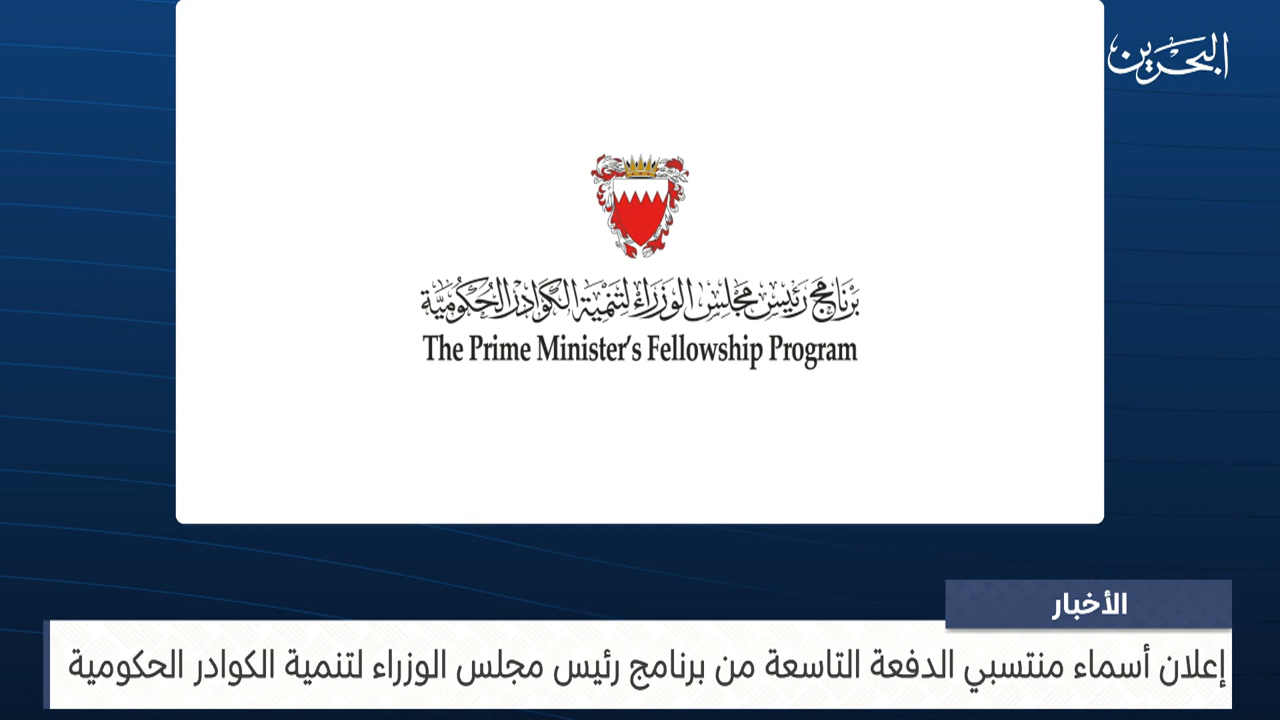 البحرين
برنامج رئيس مجلس الوزراء لتنمية الكوادر الحكومية
The Prime Minister's Fellowship Program
الأخبار
إعلان أسماء منتسبي الدفعة التاسعة من برنامج رئيس مجلس الوزراء لتنمية الكوادر الحكومية